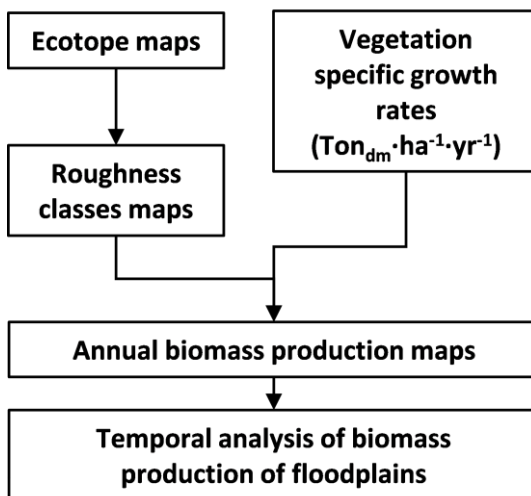 Ecotope maps
Vegetation
specific growth
rates
(Ton_dm·ha⁻¹·yr⁻¹)
Roughness
classes maps
Annual biomass production maps
Temporal analysis of biomass
production of floodplains